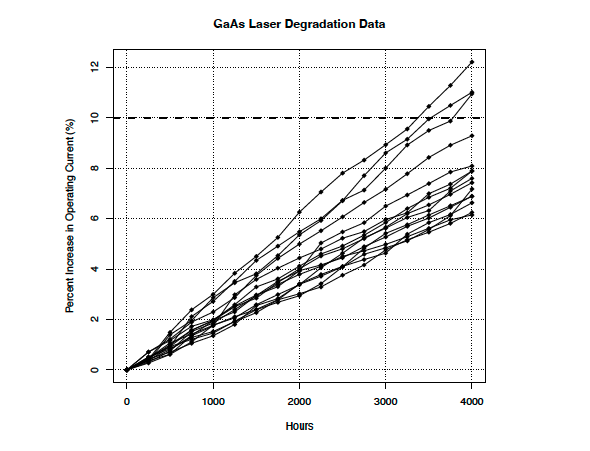 GaAs Laser Degradation Data
Percent Increase in Operating Current (%)
12
10
8
6
4
2
0
0 1000 2000 3000 4000
Hours